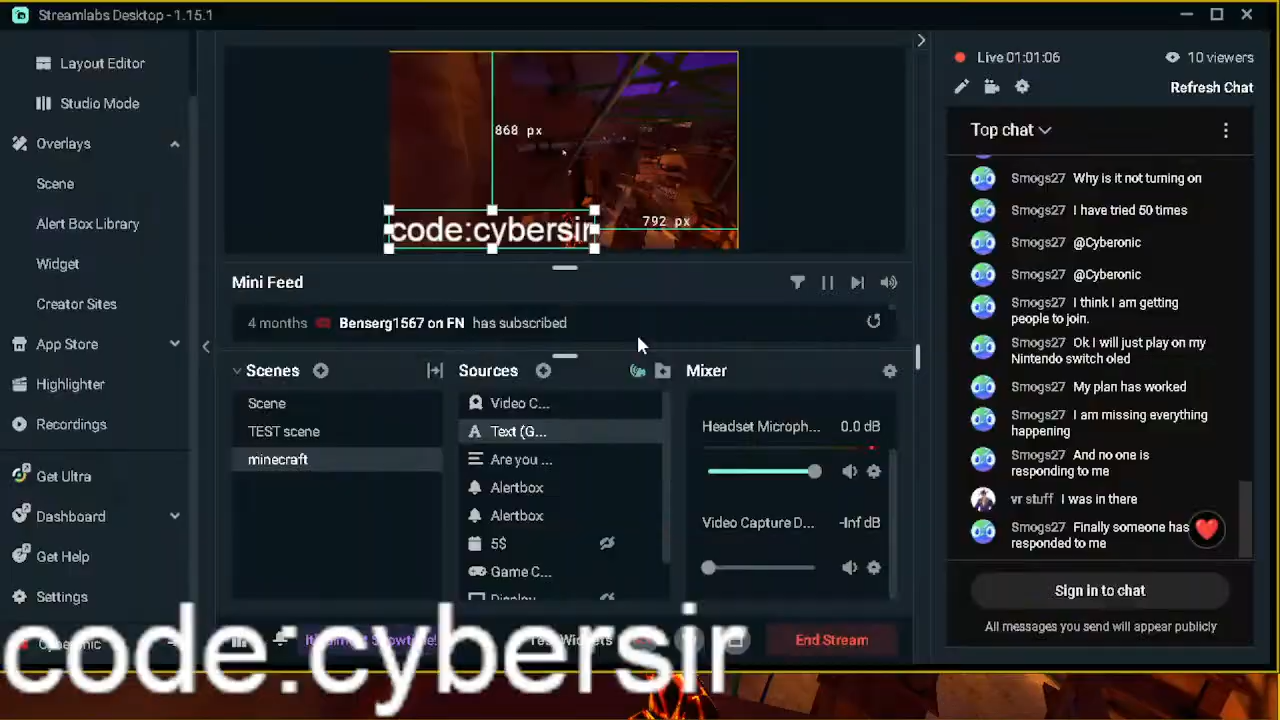 Streamlabs Desktop - 1.15.1
Layout Editor
Studio Mode
Overlays
Scene
Alert Box Library
Widget
Creator Sites
App Store
Highlighter
Recordings
Get Ultra
Dashboard
Get Help
Settings
868 px
792 px
code:cybersir
Mini Feed
4 months Benserg1567 on FN has subscribed
Scenes
Scene
TEST scene
minecraft
Sources
Video C...
Text (G...
Are you ...
Alertbox
Alertbox
5$
Game C...
Display
Mixer
Headset Microph... 0.0 dB
Video Capture D... -Inf dB
End Stream
Live 01:01:06
10 viewers
Refresh Chat
Top chat
Smogs27 Why is it not turning on
Smogs27 I have tried 50 times
Smogs27 @Cyberonic
Smogs27 @Cyberonic
Smogs27 I think I am getting
people to join.
Smogs27 Ok I will just play on my
Nintendo switch oled
Smogs27 My plan has worked
Smogs27 I am missing everything
happening
Smogs27 And no one is
responding to me
vr stuff I was in there
Smogs27 Finally someone has
responded to me
Sign in to chat
All messages you send will appear publicly
code:cybersir